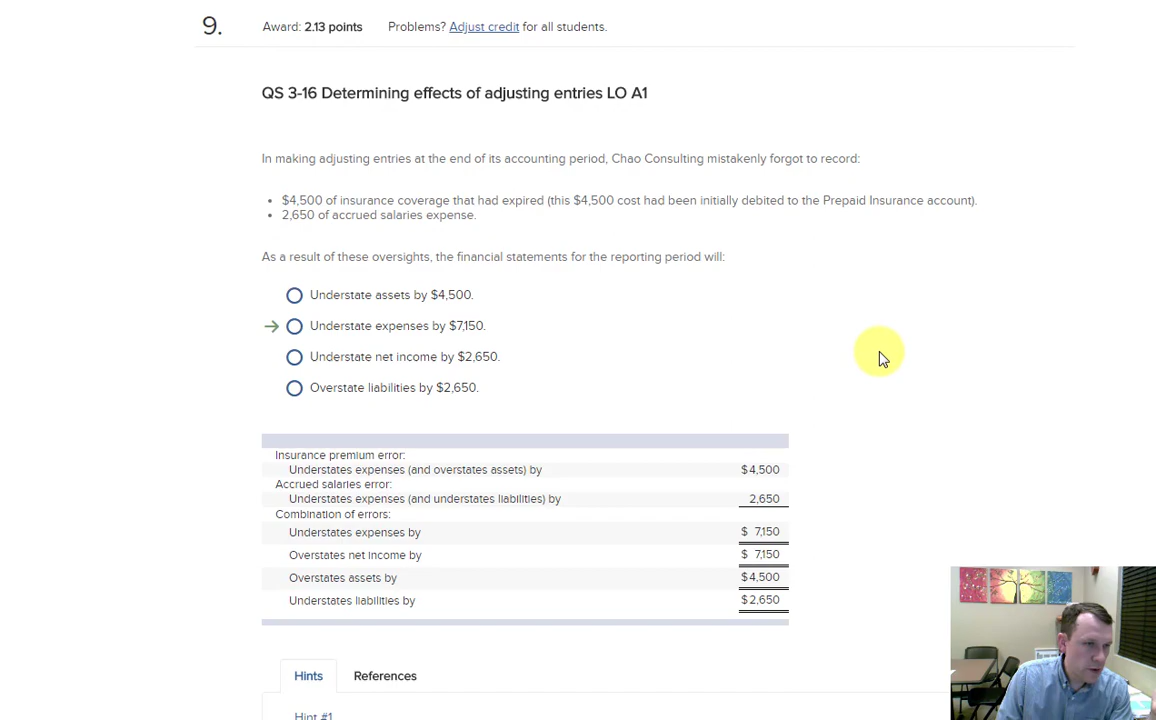 9.
Award: 2.13 points Problems? Adjust credit for all students.
QS 3-16 Determining effects of adjusting entries LO A1
In making adjusting entries at the end of its accounting period, Chao Consulting mistakenly forgot to record:
• $4,500 of insurance coverage that had expired (this $4,500 cost had been initially debited to the Prepaid Insurance account).
• 2,650 of accrued salaries expense.
As a result of these oversights, the financial statements for the reporting period will:
Understate assets by $4,500.
Understate expenses by $7,150.
Understate net income by $2,650.
Overstate liabilities by $2,650.
Insurance premium error:
Understates expenses (and overstates assets) by $4,500
Accrued salaries error:
Understates expenses (and understates liabilities) by 2,650
Combination of errors:
Understates expenses by $ 7,150
Overstates net income by $ 7,150
Overstates assets by $4,500
Understates liabilities by $2,650
Hints References
Hint #1